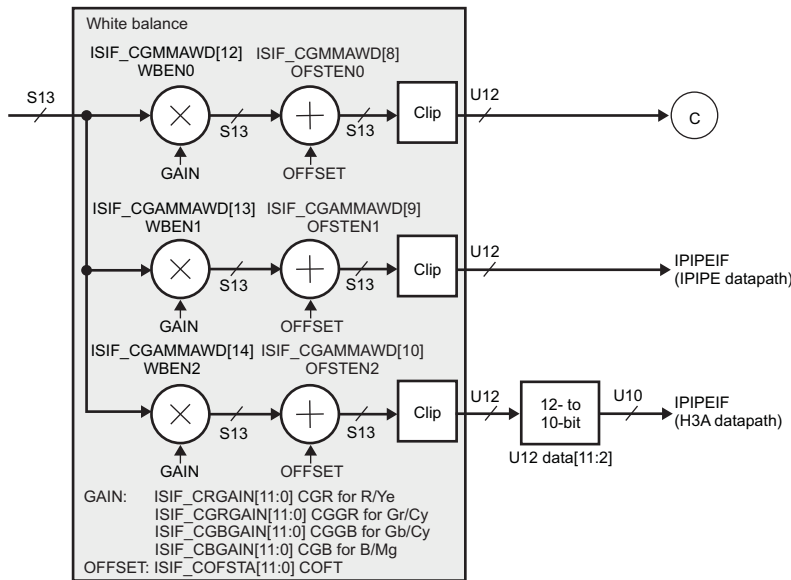 White balance
ISIF_CGMMAWD[12]
WBEN0
ISIF_CGMMAWD[8]
OFSTEN0
S13
S13
S13
Clip
U12
C
GAIN
OFFSET
ISIF_CGAMMAWD[13]
WBEN1
ISIF_CGAMMAWD[9]
OFSTEN1
S13
S13
Clip
U12
IPIPEIF
(IPIPE datapath)
GAIN
OFFSET
ISIF_CGAMMAWD[14]
WBEN2
ISIF_CGAMMAWD[10]
OFSTEN2
S13
S13
Clip
U12
12- to
10-bit
U10
IPIPEIF
(H3A datapath)
U12 data[11:2]
GAIN
OFFSET
GAIN: ISIF_CRGAIN[11:0] CGR for R/Ye
ISIF_CGRGAIN[11:0] CGGR for Gr/Cy
ISIF_CGBGAIN[11:0] CGGB for Gb/Cy
ISIF_CBGAIN[11:0] CGB for B/Mg
OFFSET: ISIF_COFSTA[11:0] COFT